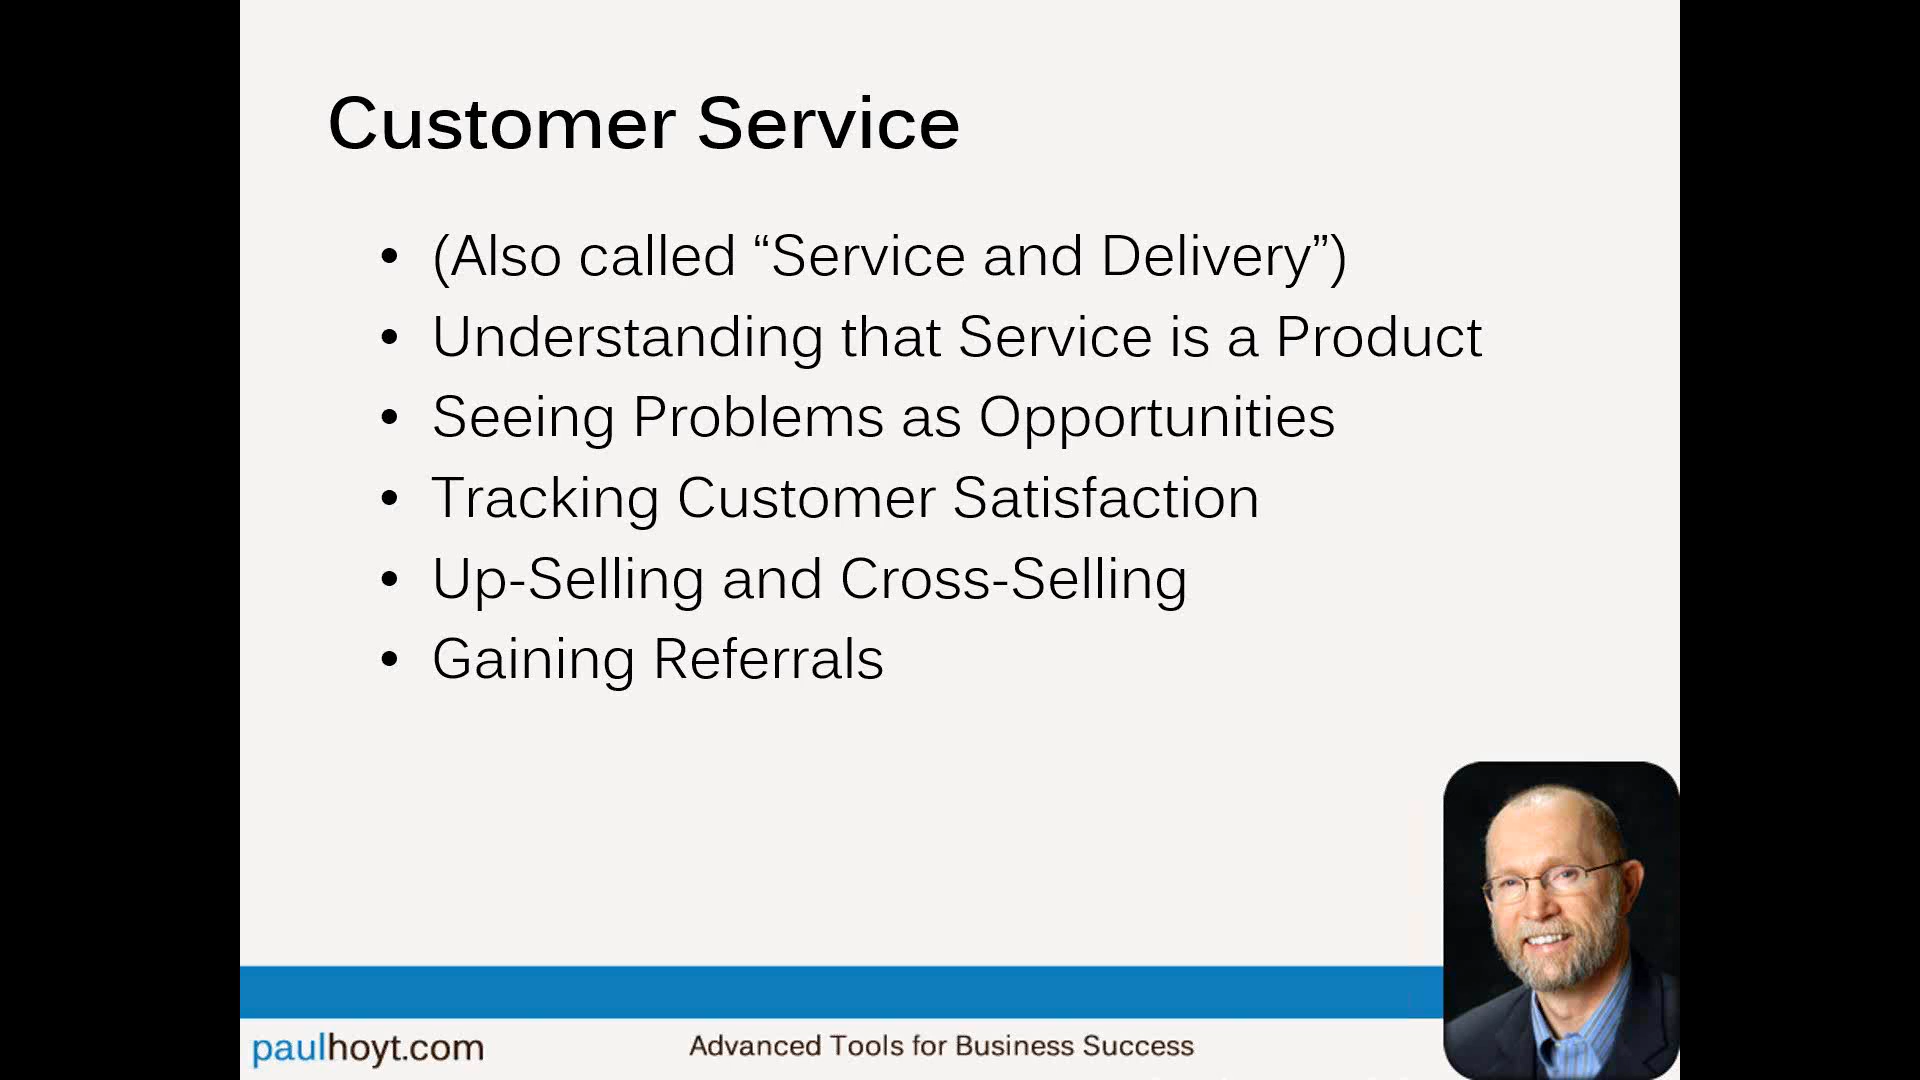 Customer Service
• (Also called “Service and Delivery”)
• Understanding that Service is a Product
• Seeing Problems as Opportunities
• Tracking Customer Satisfaction
• Up-Selling and Cross-Selling
• Gaining Referrals
paulhoyt.com
Advanced Tools for Business Success